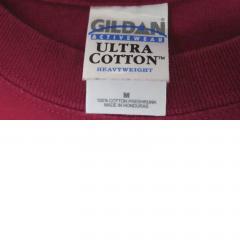 GILDAN
ACTIVEWEAR
ULTRA
COTTON™
HEAVYWEIGHT
M
100% COTTON PRESHRUNK
MADE IN HONDURAS